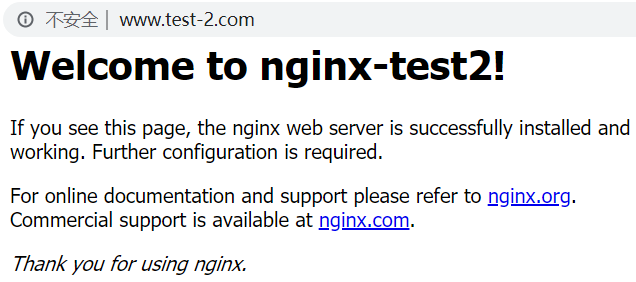 不安全 | www.test-2.com
Welcome to nginx-test2!
If you see this page, the nginx web server is successfully installed and
working. Further configuration is required.
For online documentation and support please refer to nginx.org.
Commercial support is available at nginx.com.
Thank you for using nginx.